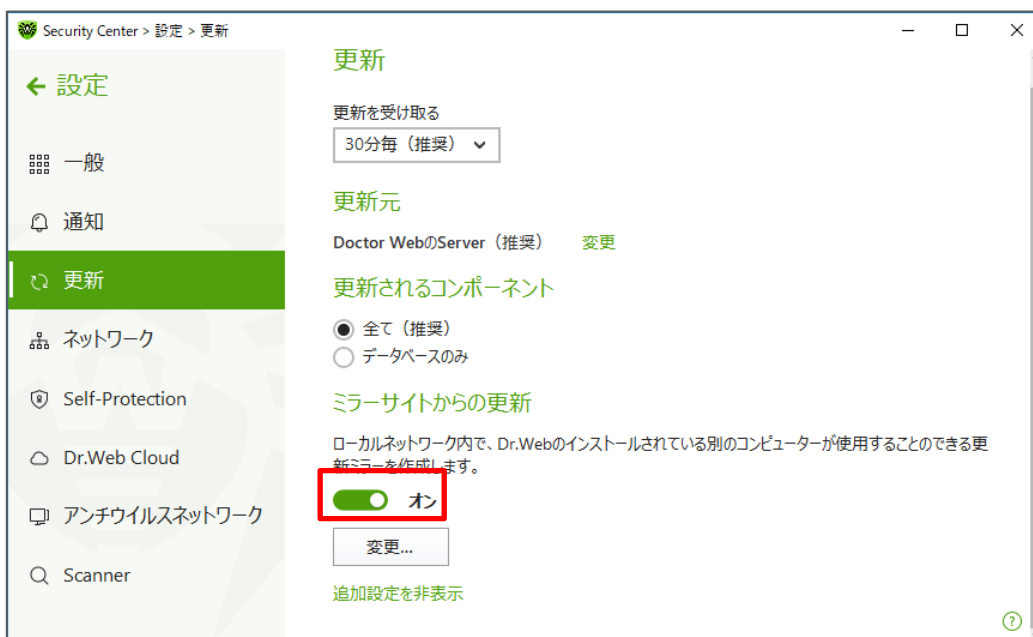 Security Center > 設定 > 更新
設定
一般
通知
更新
ネットワーク
Self-Protection
Dr.Web Cloud
アンチウイルスネットワーク
Scanner
更新
更新を受け取る
30分毎（推奨）
更新元
Doctor WebのServer（推奨） 変更
更新されるコンポーネント
全て（推奨）
データベースのみ
ミラーサイトからの更新
ローカルネットワーク内で、Dr.Webのインストールされている別のコンピューターが使用することのできる更
新ミラーを作成します。
オン
変更...
追加設定を非表示
?